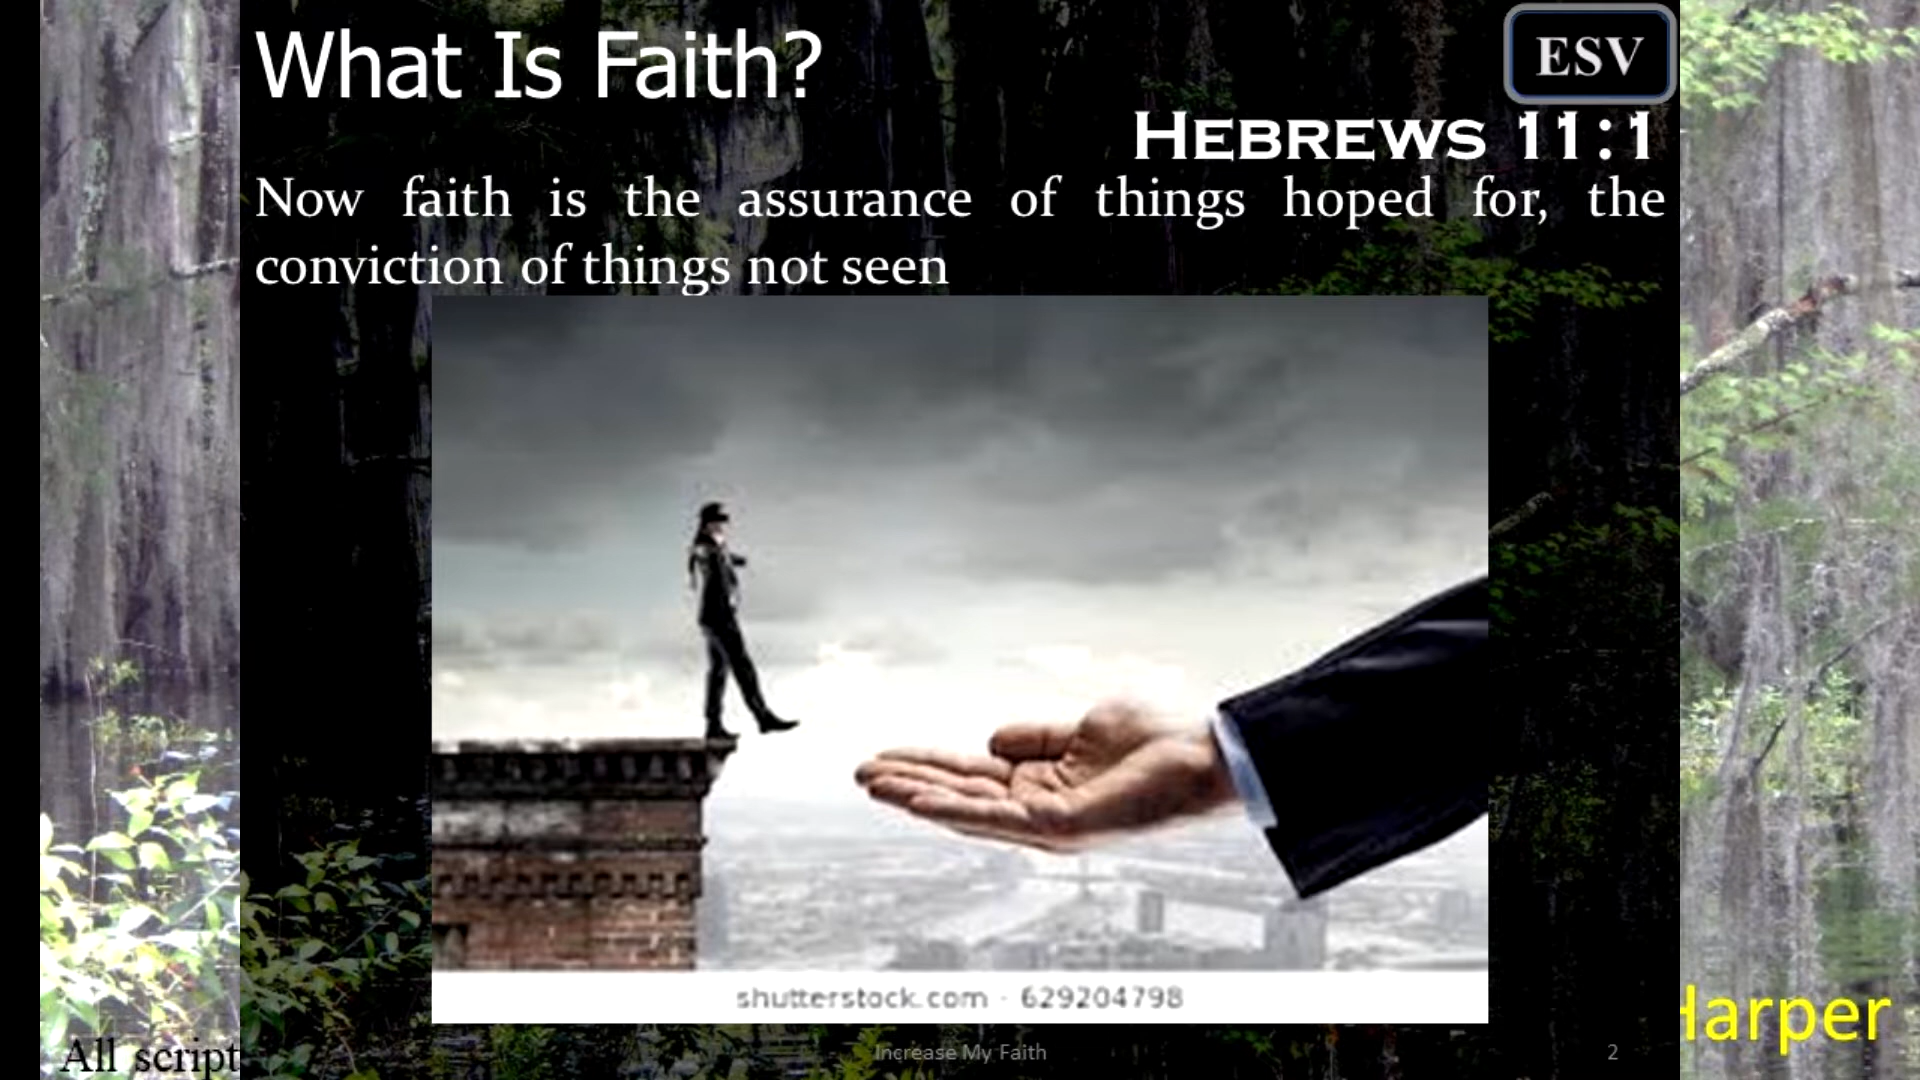 What Is Faith?
ESV
HEBREWS 11:1
Now faith is the assurance of things hoped for, the
conviction of things not seen
shutterstock.com · 629204798
Harper
All script
Increase My Faith
2